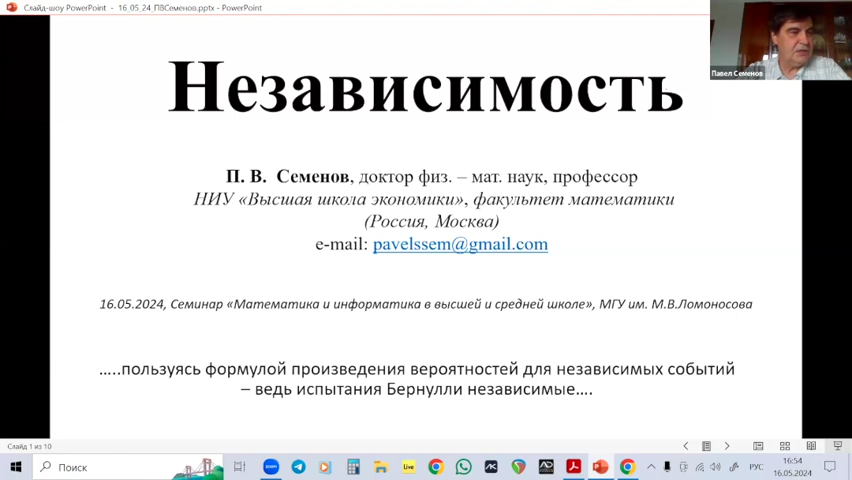 Слайд-шоу PowerPoint - 16_05_24_ПВСеменов.pptx - PowerPoint
Павел Семенов
Независимость
П. В. Семенов, доктор физ. – мат. наук, профессор
НИУ «Высшая школа экономики», факультет математики
(Россия, Москва)
e-mail: pavelssem@gmail.com
16.05.2024, Семинар «Математика и информатика в высшей и средней школе», МГУ им. М.В.Ломоносова
…..пользуясь формулой произведения вероятностей для независимых событий
– ведь испытания Бернулли независимые….
Слайд 1 из 10
Поиск
Live
РУС
16:54
16.05.2024